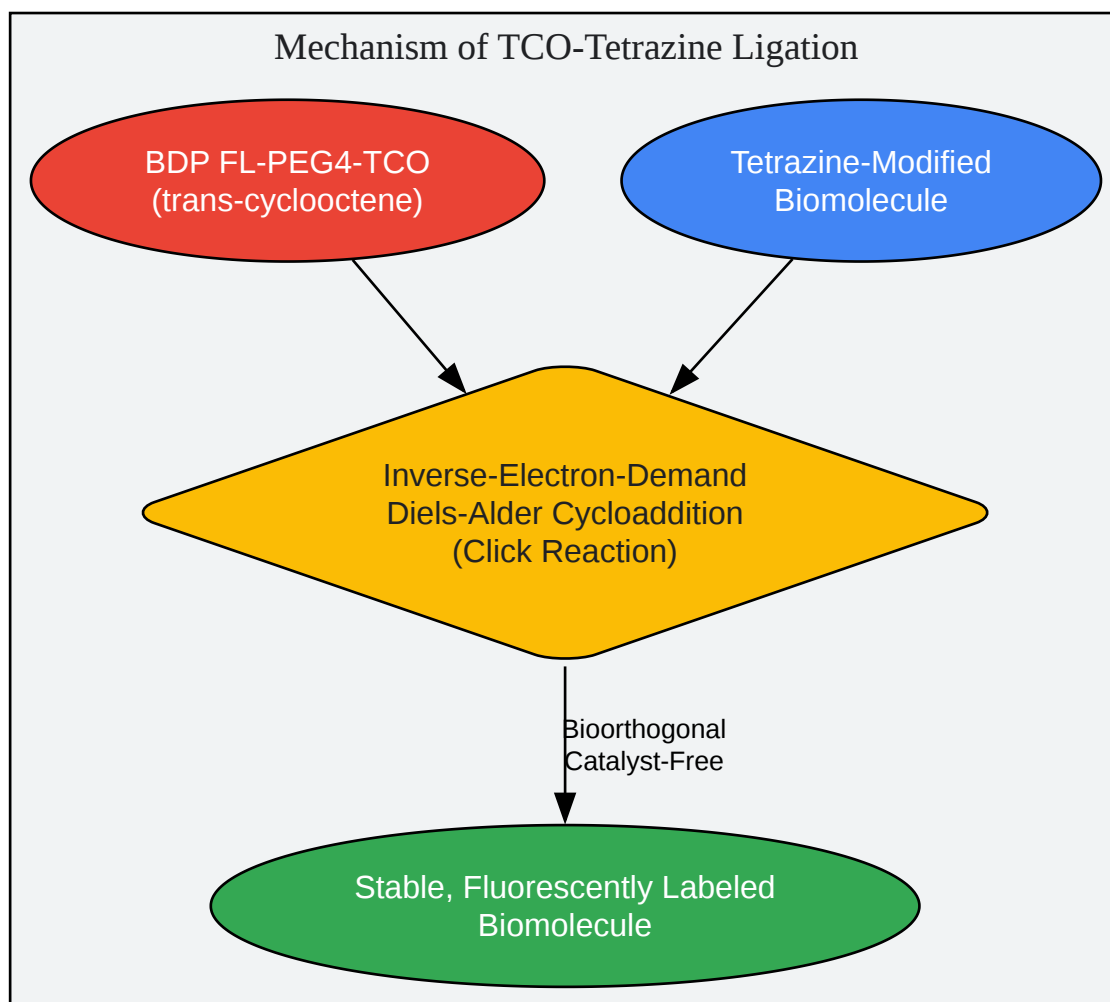 Mechanism of TCO-Tetrazine Ligation
BDP FL-PEG4-TCO
(trans-cyclooctene)
Tetrazine-Modified
Biomolecule
Inverse-Electron-Demand
Diels-Alder Cycloaddition
(Click Reaction)
Bioorthogonal
Catalyst-Free
Stable, Fluorescently Labeled
Biomolecule